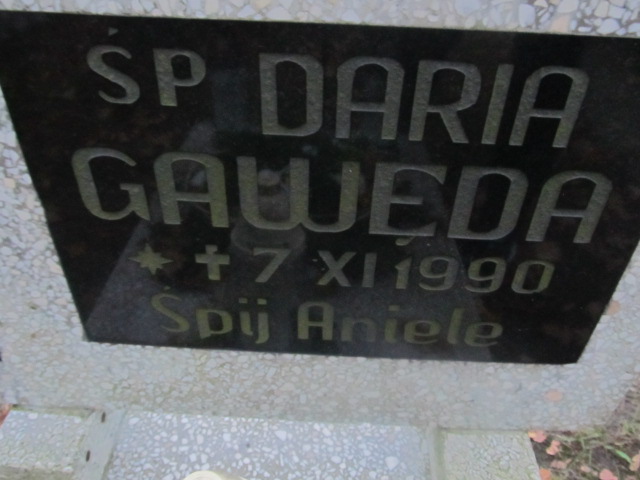 ŚP DARIA
GAWĘDA
* ✝ 7 XI 1990
Śpij Aniele